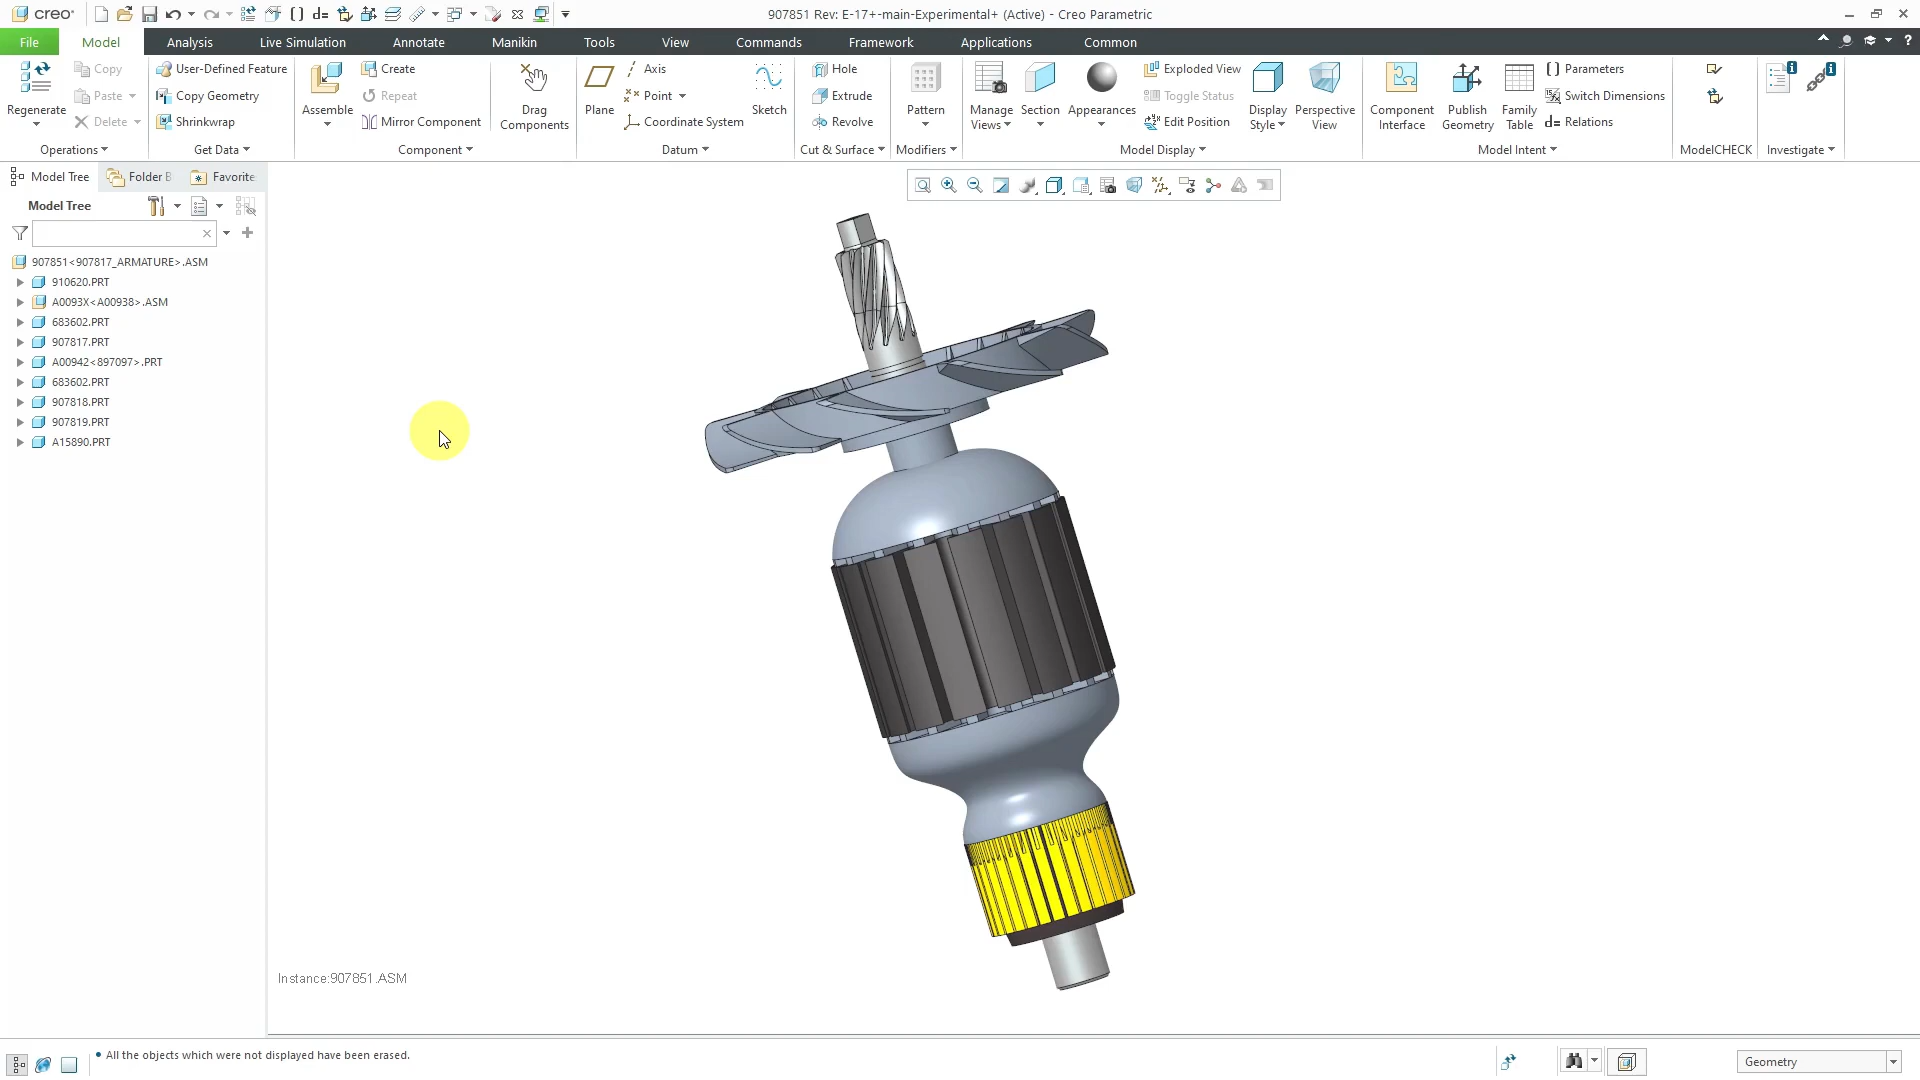 creo
907851 Rev: E-17+-main-Experimental+ (Active) - Creo Parametric
File Model Analysis Live Simulation Annotate Manikin Tools View Commands Framework Applications Common
Regenerate
Copy
Paste
Delete
Operations
User-Defined Feature
Copy Geometry
Shrinkwrap
Get Data
Assemble
Create
Repeat
Mirror Component
Drag
Components
Component
Plane
Axis
Point
Coordinate System
Sketch
Datum
Hole
Extrude
Revolve
Cut & Surface
Pattern
Modifiers
Manage
Views
Section
Appearances
Exploded View
Toggle Status
Edit Position
Display
Style
Perspective
View
Model Display
Component
Interface
Publish
Geometry
Family
Table
Parameters
Switch Dimensions
d= Relations
Model Intent
ModelCHECK
Investigate
Model Tree
Folder B
Favorite
Model Tree
907851<907817_ARMATURE>.ASM
910620.PRT
A0093X<A00938>.ASM
683602.PRT
907817.PRT
A00942<897097>.PRT
683602.PRT
907818.PRT
907819.PRT
A15890.PRT
Instance:907851.ASM
• All the objects which were not displayed have been erased.
Geometry